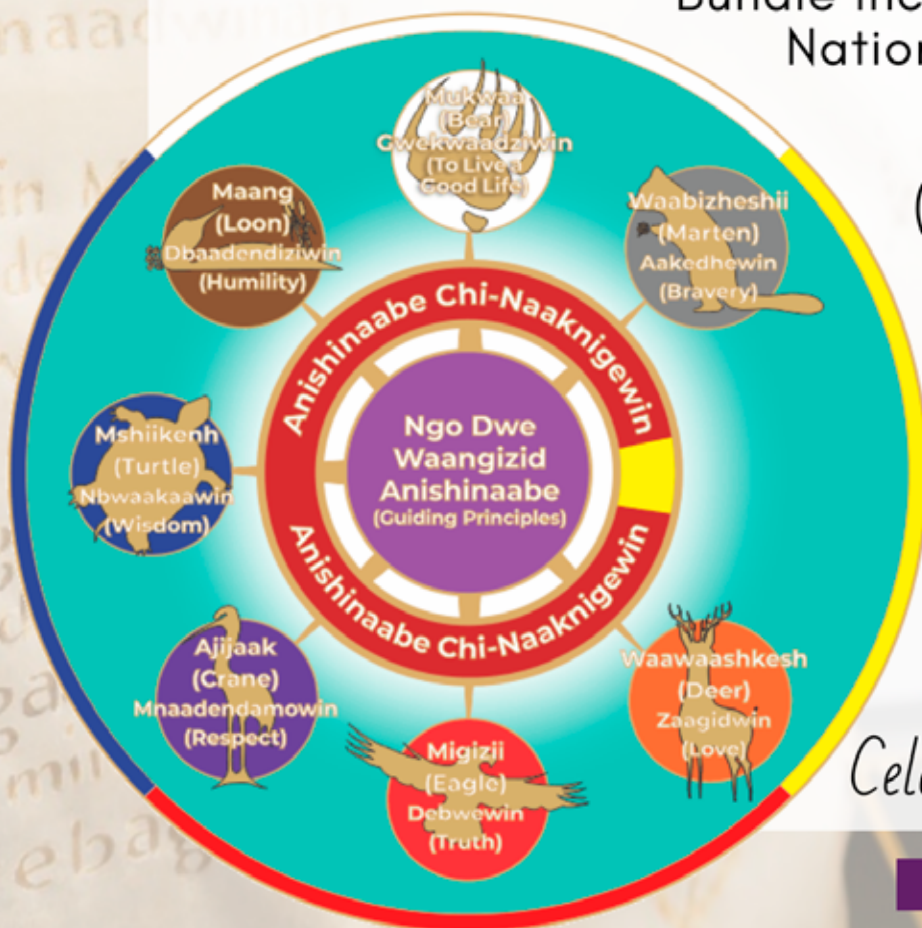 Nation
Mukwaa
(Bear)
Gwekwaadziwin
(To Live a
Good Life)
Waabizheshii
(Marten)
Aakedhewin
(Bravery)
Maang
(Loon)
Dbaadendiziwin
(Humility)
Anishinaabe Chi-Naaknigewin
Ngo Dwe
Waangizid
Anishinaabe
(Guiding Principles)
Mshiikenh
(Turtle)
Nbwaakaawin
(Wisdom)
Anishinaabe Chi-Naaknigewin
Ajijaak
(Crane)
Mnaadendamowin
(Respect)
Waawaashkesh
(Deer)
Zaagidwin
(Love)
Migizii
(Eagle)
Debwewin
(Truth)